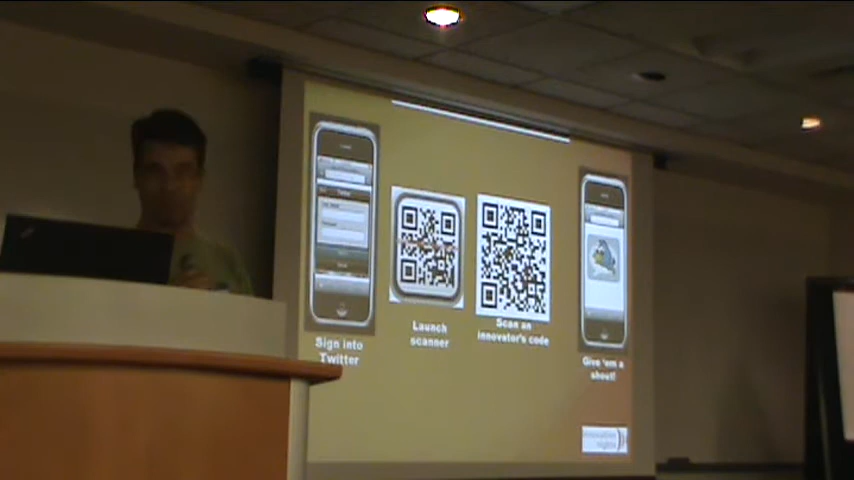 Sign into
Twitter
Launch
scanner
Scan an
innovator's code
Give 'em a
shout!